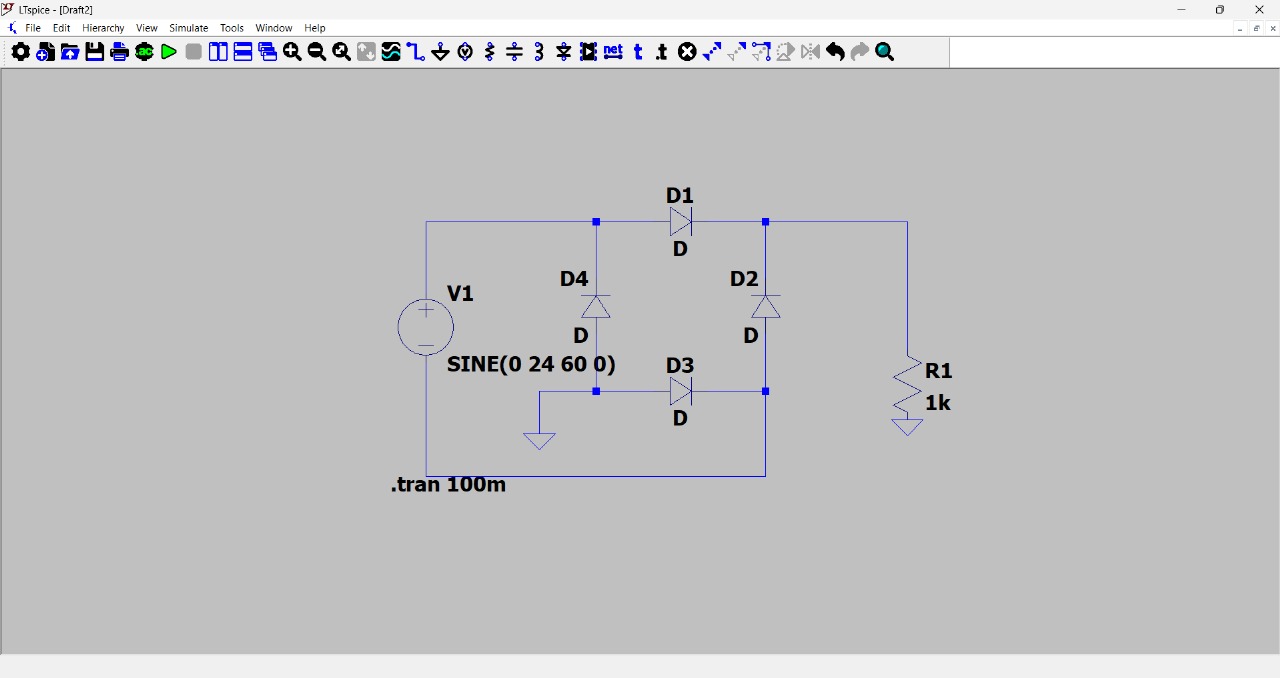 LTspice - [Draft2]
File Edit Hierarchy View Simulate Tools Window Help
.ac net t .t
D1
D
D4
D2
V1
D
D
SINE(0 24 60 0)
D3
D
R1
1k
.tran 100m